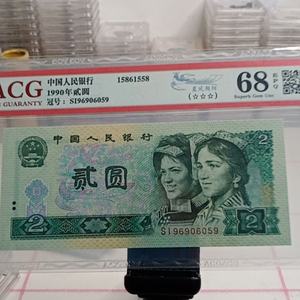 ACG
GUARANTY
中国人民银行
1990年贰圆
冠号：SI96906059
15861558
(☆☆☆)
68 EPQ
Superb Gem Unc
中国人民银行
2
贰圆
SI96906059
2
2